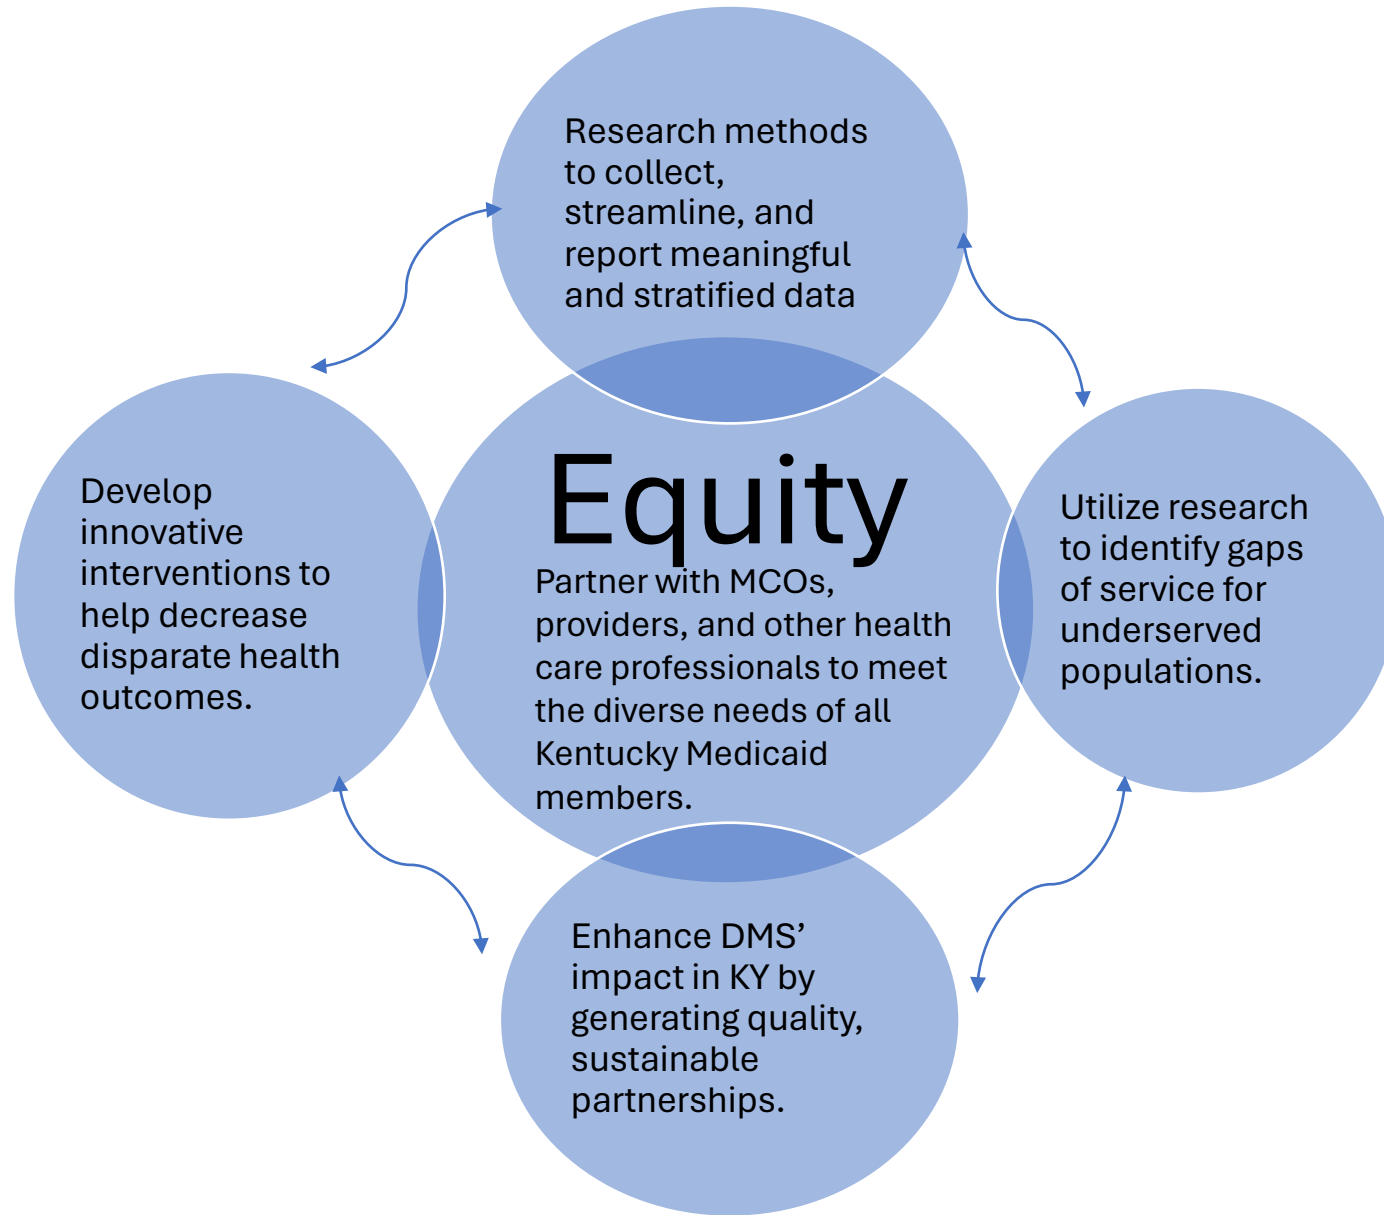 Research methods
to collect,
streamline, and
report meaningful
and stratified data
Develop
innovative
interventions to
help decrease
disparate health
outcomes.
Equity
Partner with MCOs,
providers, and other health
care professionals to meet
the diverse needs of all
Kentucky Medicaid
members.
Utilize research
to identify gaps
of service for
underserved
populations.
Enhance DMS’
impact in KY by
generating quality,
sustainable
partnerships.